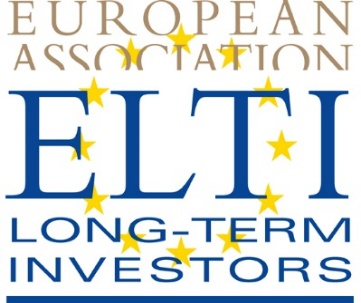 EUROPEAN
ASSOCIATION
ELTI
LONG-TERM
INVESTORS